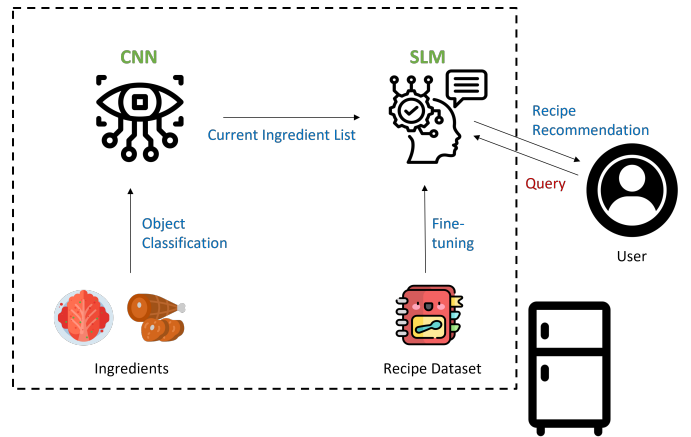 CNN
SLM
Current Ingredient List
Recipe
Recommendation
Query
User
Object
Classification
Fine-
tuning
Ingredients
Recipe Dataset